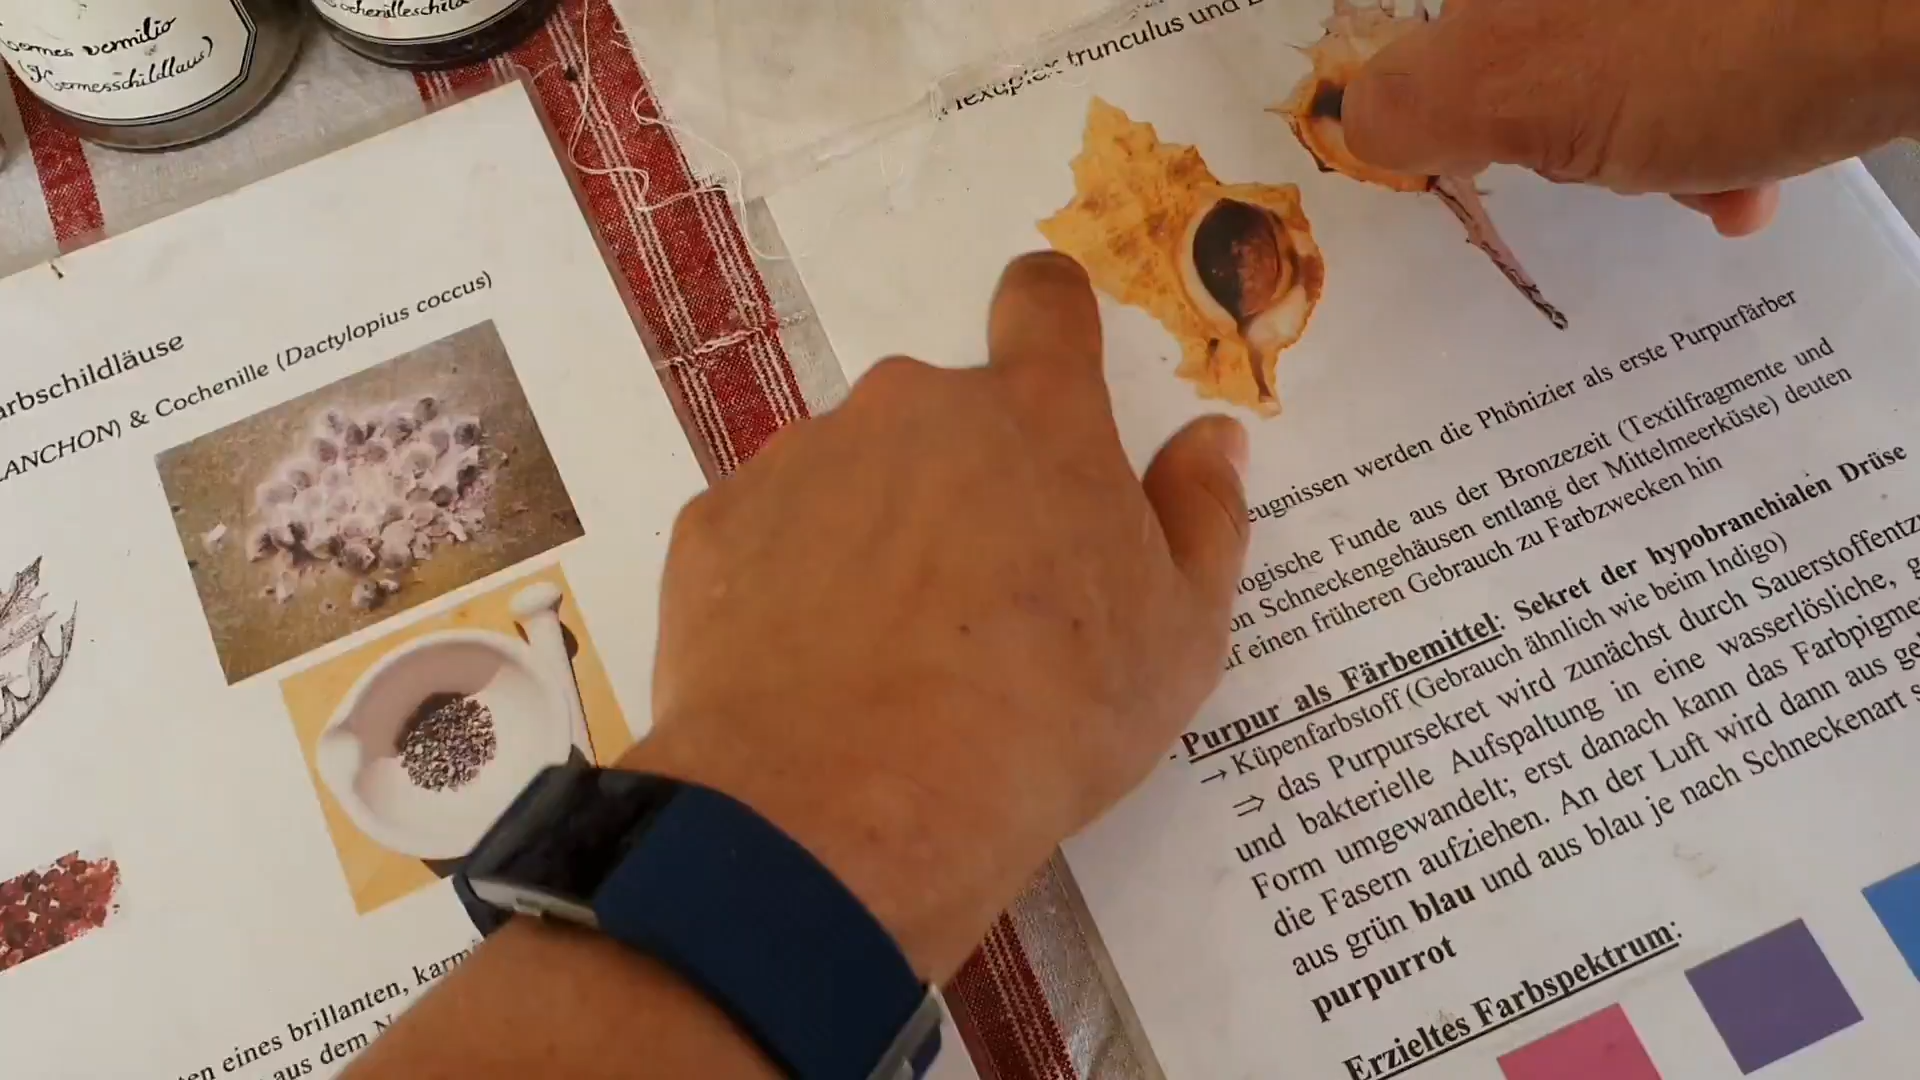 Kermes vermilio
(Kermesschildlaus)
Cochenilleschild
arbschildläuse
LANCHON) & Cochenille (Dactylopius coccus)
ten eines brillanten, karmi
aus dem N
Hexaplex trunculus und
eugnissen werden die Phönizier als erste Purpurfärber
ologische Funde aus der Bronzezeit (Textilfragmente und
on Schneckengehäusen entlang der Mittelmeerküste) deuten
uf einen früheren Gebrauch zu Farbzwecken hin
- Purpur als Färbemittel: Sekret der hypobranchialen Drüse
→ Küpenfarbstoff (Gebrauch ähnlich wie beim Indigo)
⇒ das Purpursekret wird zunächst durch Sauerstoffentz
und bakterielle Aufspaltung in eine wasserlösliche, g
Form umgewandelt; erst danach kann das Farbpigme
die Fasern aufziehen. An der Luft wird dann aus ge
aus grün blau und aus blau je nach Schneckenart s
purpurrot
Erzieltes Farbspektrum: